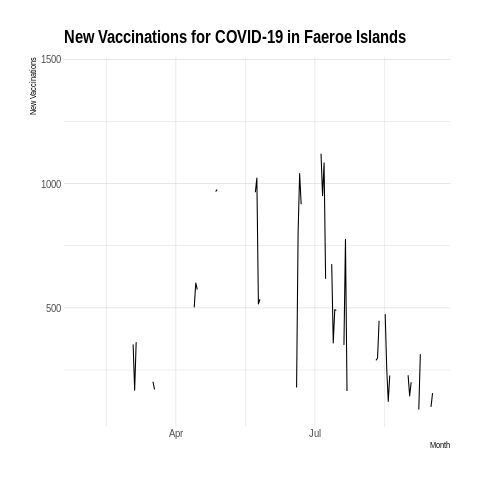 New Vaccinations for COVID-19 in Faeroe Islands
New Vaccinations
1500
1000
500
Apr
Jul
Month